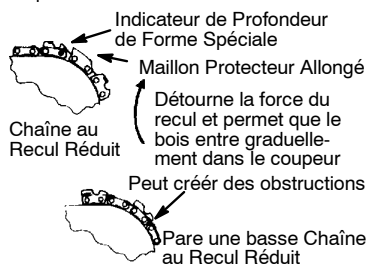 Indicateur de Profondeur
de Forme Spéciale
Maillon Protecteur Allongé
Détourne la force du
recul et permet que le
bois entre graduelle-
ment dans le coupeur
Chaîne au
Recul Réduit
Peut créér des obstructions
Pare une basse Chaîne
au Recul Réduit